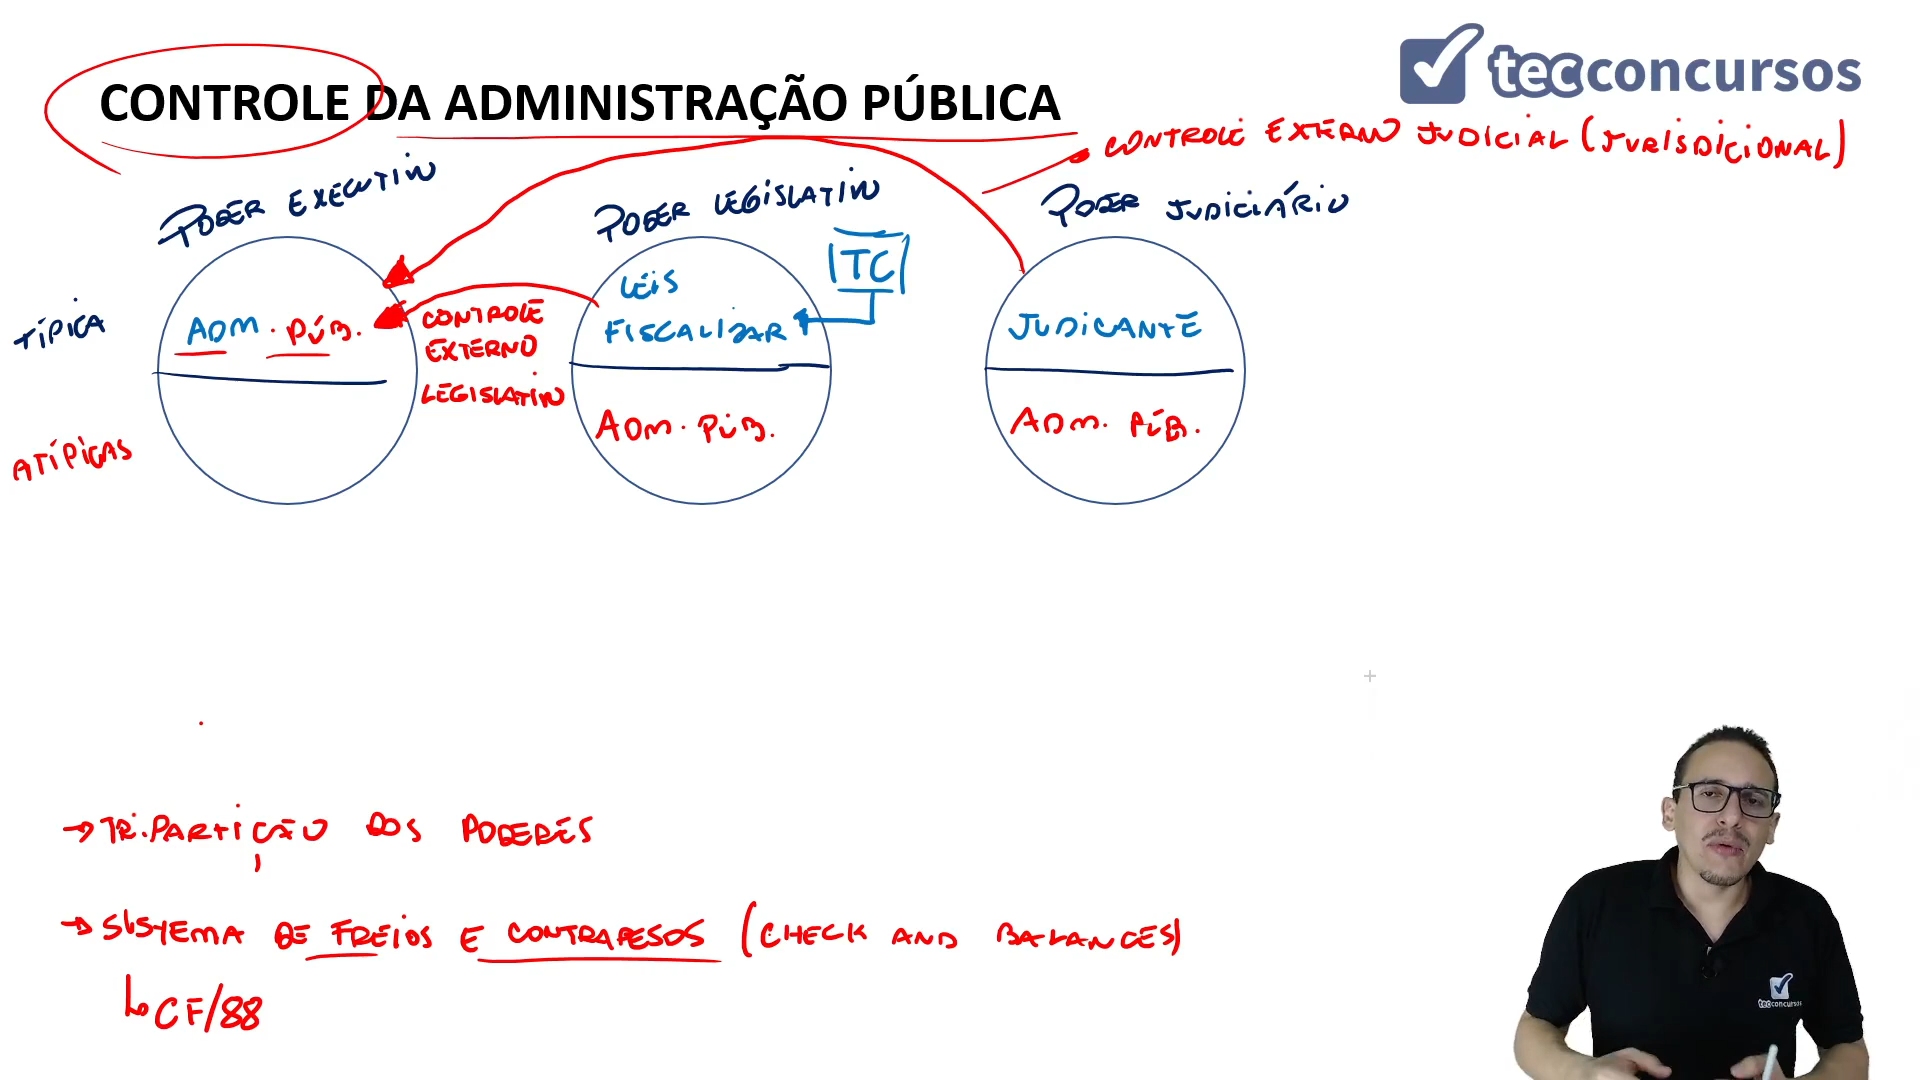 CONTROLE DA ADMINISTRAÇÃO PÚBLICA
tecconcursos
CONTROLE EXTERNO JUDICIAL (JURISDICIONAL)
PODER EXECUTIVO
PODER LEGISLATIVO
PODER JUDICIÁRIO
TÍPICA
ADM. PÚB.
CONTROLE
EXTERNO
LEGISLATIVO
LEIS
FISCALIZAR
TC
JUDICANTE
ATÍPICAS
ADM. PÚB.
ADM. PÚB.
→ TRIPARTIÇÃO DOS PODERES
→ SISTEMA DE FREIOS E CONTRAPESOS (CHECK AND BALANCES)
↳ CF/88
tecconcursos